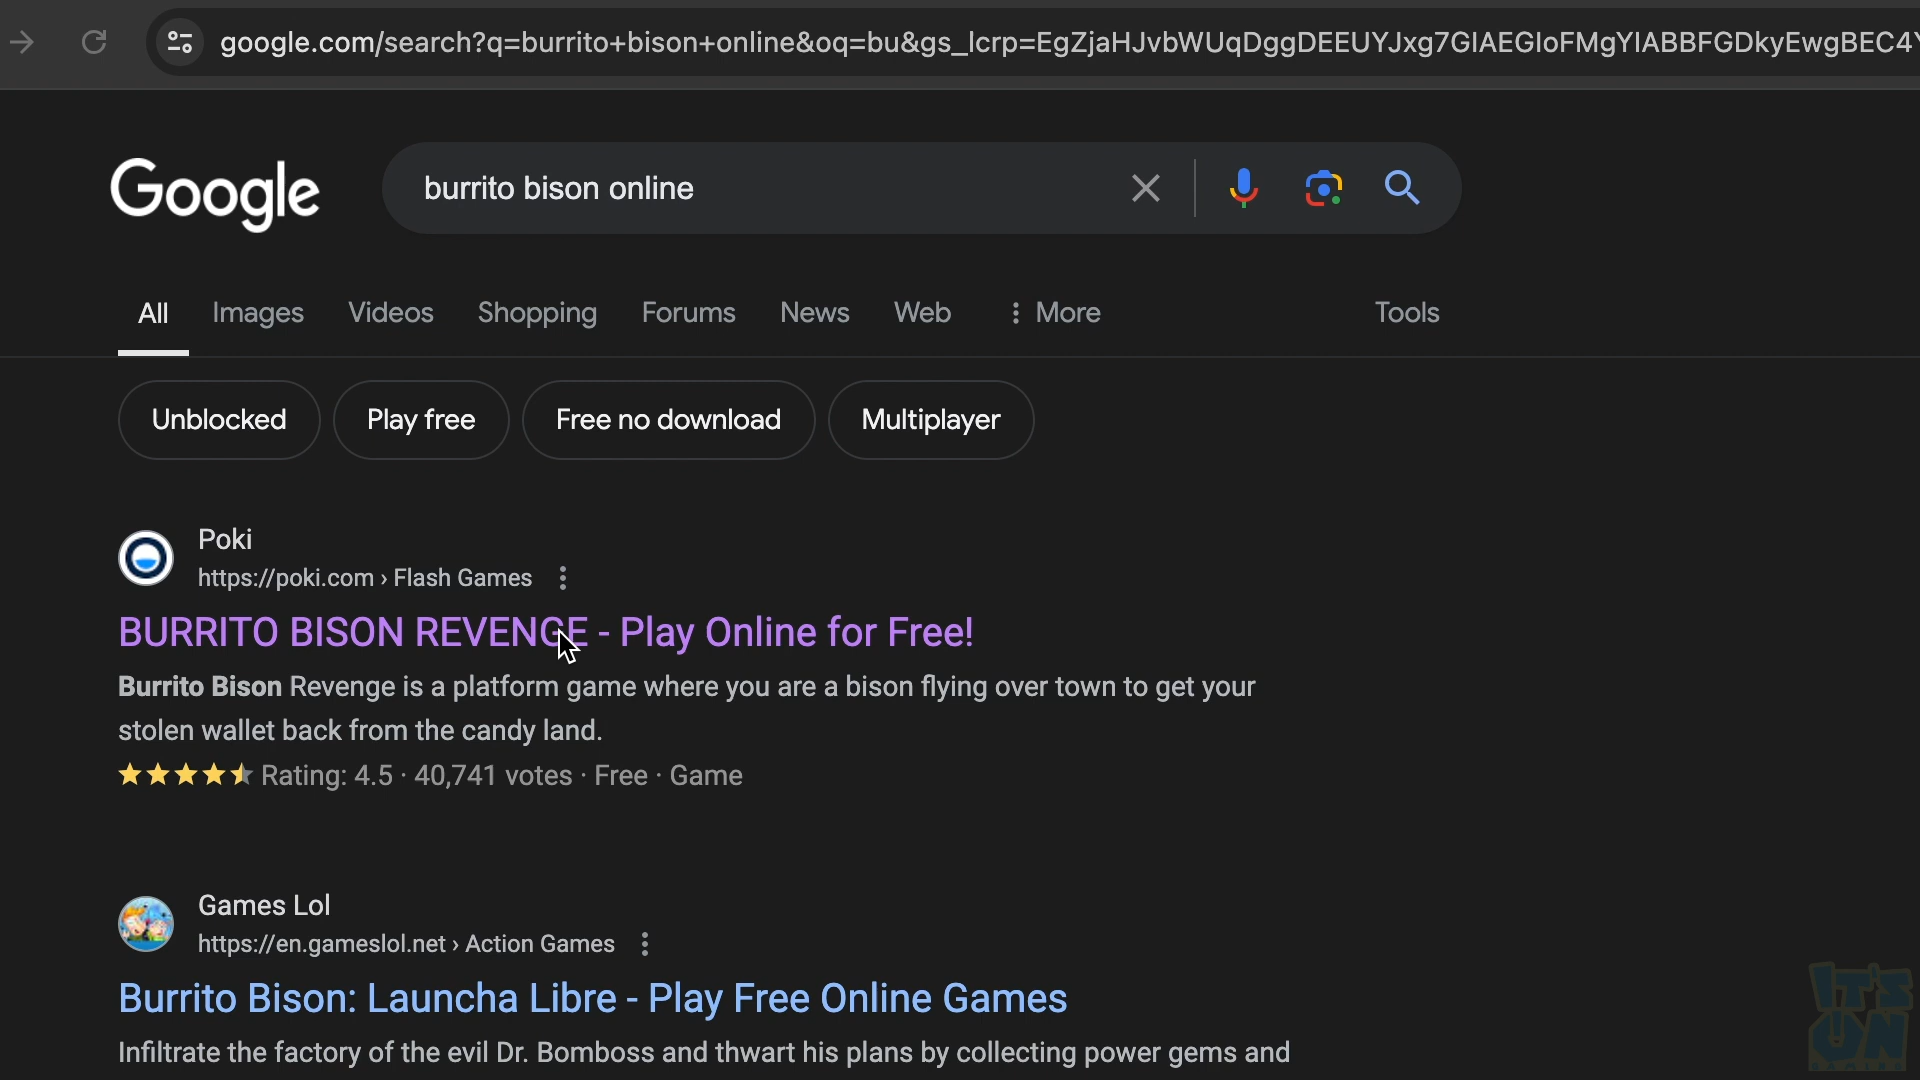 google.com/search?q=burrito+bison+online&oq=bu&gs_lcrp=EgZjaHJvbWUqDggDEEUYJxg7GIAEGIoFMgYIABBFGDkyEwgBEC4Y
Google
burrito bison online
All Images Videos Shopping Forums News Web More Tools
Unblocked Play free Free no download Multiplayer
Poki
https://poki.com › Flash Games
BURRITO BISON REVENGE - Play Online for Free!
Burrito Bison Revenge is a platform game where you are a bison flying over town to get your
stolen wallet back from the candy land.
Rating: 4.5 · 40,741 votes · Free · Game
Games Lol
https://en.gameslol.net › Action Games
Burrito Bison: Launcha Libre - Play Free Online Games
Infiltrate the factory of the evil Dr. Bomboss and thwart his plans by collecting power gems and
IT'S
ON